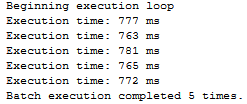 Beginning execution loop
Execution time: 777 ms
Execution time: 763 ms
Execution time: 781 ms
Execution time: 765 ms
Execution time: 772 ms
Batch execution completed 5 times.